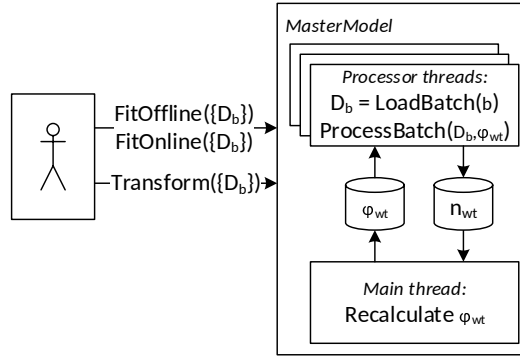 MasterModel
FitOffline({D_b})
FitOnline({D_b})
Transform({D_b})
Processor threads:
D_b = LoadBatch(b)
ProcessBatch(D_b,φ_wt)
φ_wt
n_wt
Main thread:
Recalculate φ_wt